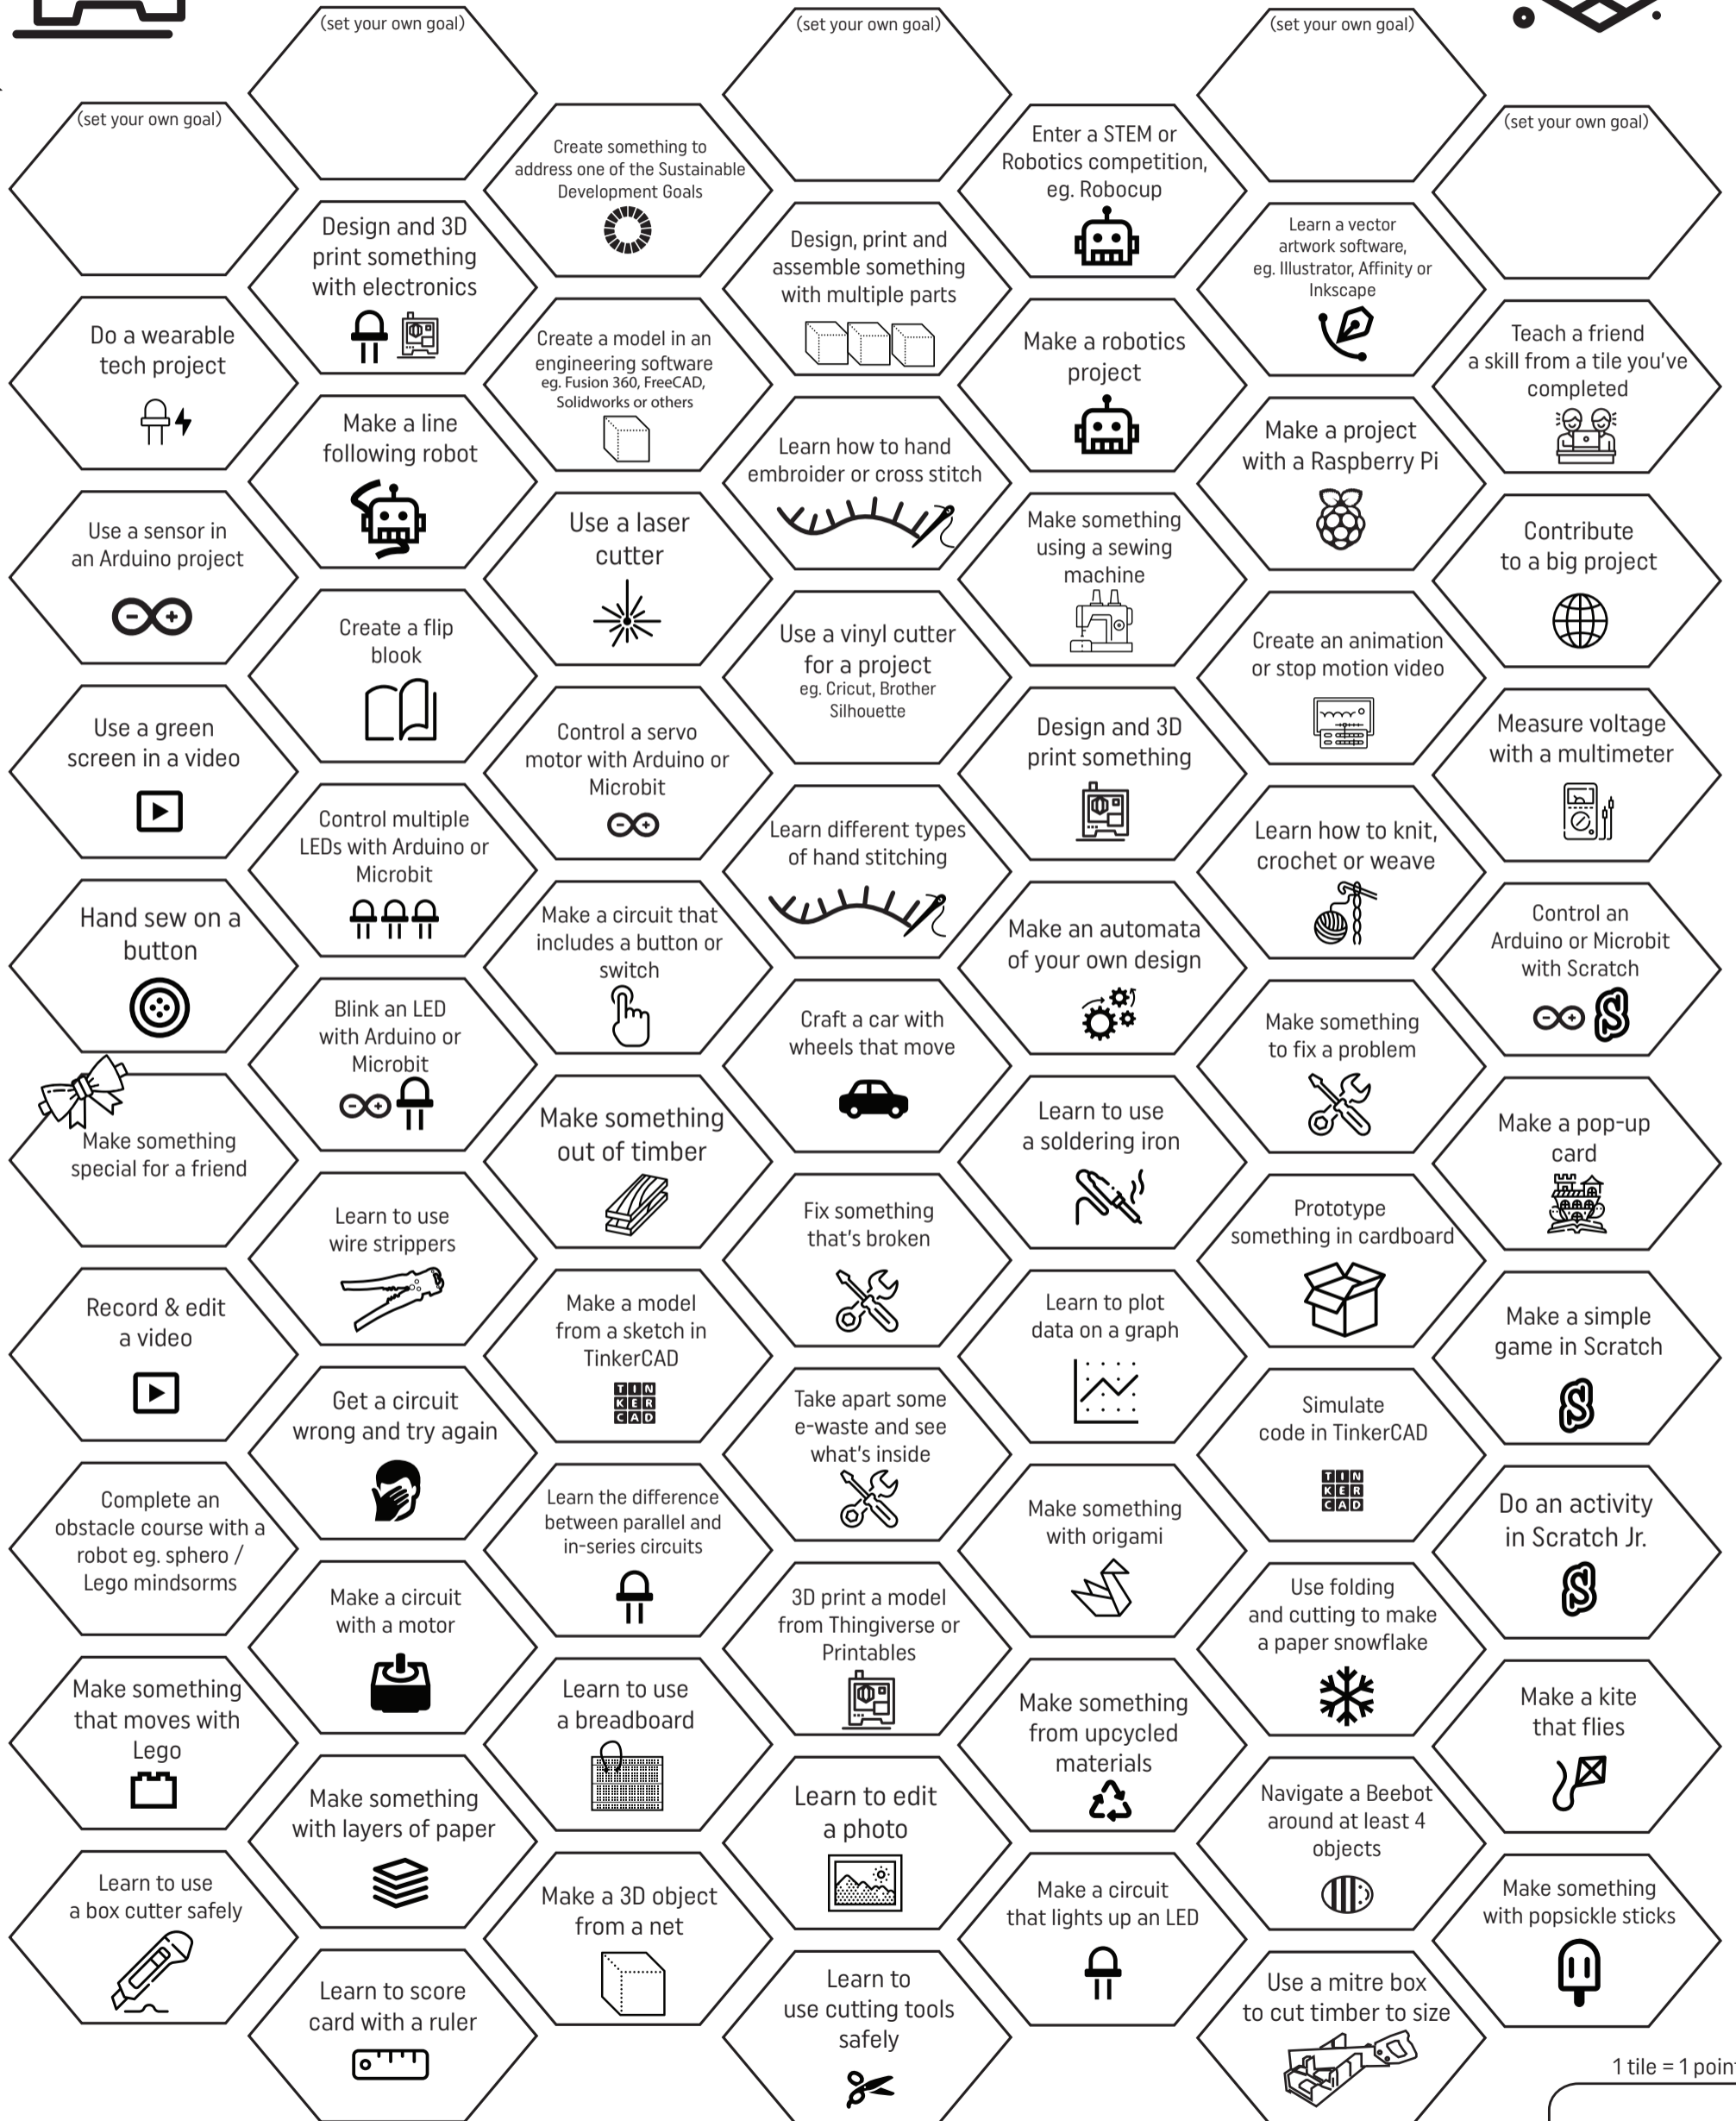 (set your own goal)
(set your own goal)
(set your own goal)
(set your own goal)
(set your own goal)
Create something to
address one of the Sustainable
Development Goals
Enter a STEM or
Robotics competition,
eg. Robocup
Design and 3D
print something
with electronics
Design, print and
assemble something
with multiple parts
Learn a vector
artwork software,
eg. Illustrator, Affinity or
Inkscape
Do a wearable
tech project
Create a model in an
engineering software
eg. Fusion 360, FreeCAD,
Solidworks or others
Make a robotics
project
Teach a friend
a skill from a tile you've
completed
Make a line
following robot
Learn how to hand
embroider or cross stitch
Make a project
with a Raspberry Pi
Use a sensor in
an Arduino project
Use a laser
cutter
Make something
using a sewing
machine
Contribute
to a big project
Create a flip
blook
Use a vinyl cutter
for a project
eg. Cricut, Brother
Silhouette
Create an animation
or stop motion video
Use a green
screen in a video
Control a servo
motor with Arduino or
Microbit
Design and 3D
print something
Measure voltage
with a multimeter
Control multiple
LEDs with Arduino or
Microbit
Learn different types
of hand stitching
Learn how to knit,
crochet or weave
Hand sew on a
button
Make a circuit that
includes a button or
switch
Make an automata
of your own design
Control an
Arduino or Microbit
with Scratch
Blink an LED
with Arduino or
Microbit
Craft a car with
wheels that move
Make something
to fix a problem
Make something
special for a friend
Make something
out of timber
Learn to use
a soldering iron
Make a pop-up
card
Learn to use
wire strippers
Fix something
that's broken
Prototype
something in cardboard
Record & edit
a video
Make a model
from a sketch in
TinkerCAD
TIN
KER
CAD
Learn to plot
data on a graph
Make a simple
game in Scratch
Get a circuit
wrong and try again
Take apart some
e-waste and see
what's inside
Simulate
code in TinkerCAD
TIN
KER
CAD
Complete an
obstacle course with a
robot eg. sphero /
Lego mindsorms
Learn the difference
between parallel and
in-series circuits
Make something
with origami
Do an activity
in Scratch Jr.
Make a circuit
with a motor
3D print a model
from Thingiverse or
Printables
Use folding
and cutting to make
a paper snowflake
Make something
that moves with
Lego
Learn to use
a breadboard
Make something
from upcycled
materials
Make a kite
that flies
Make something
with layers of paper
Learn to edit
a photo
Navigate a Beebot
around at least 4
objects
Learn to use
a box cutter safely
Make a 3D object
from a net
Make a circuit
that lights up an LED
Make something
with popsickle sticks
Learn to score
card with a ruler
Learn to
use cutting tools
safely
Use a mitre box
to cut timber to size
1 tile = 1 poin